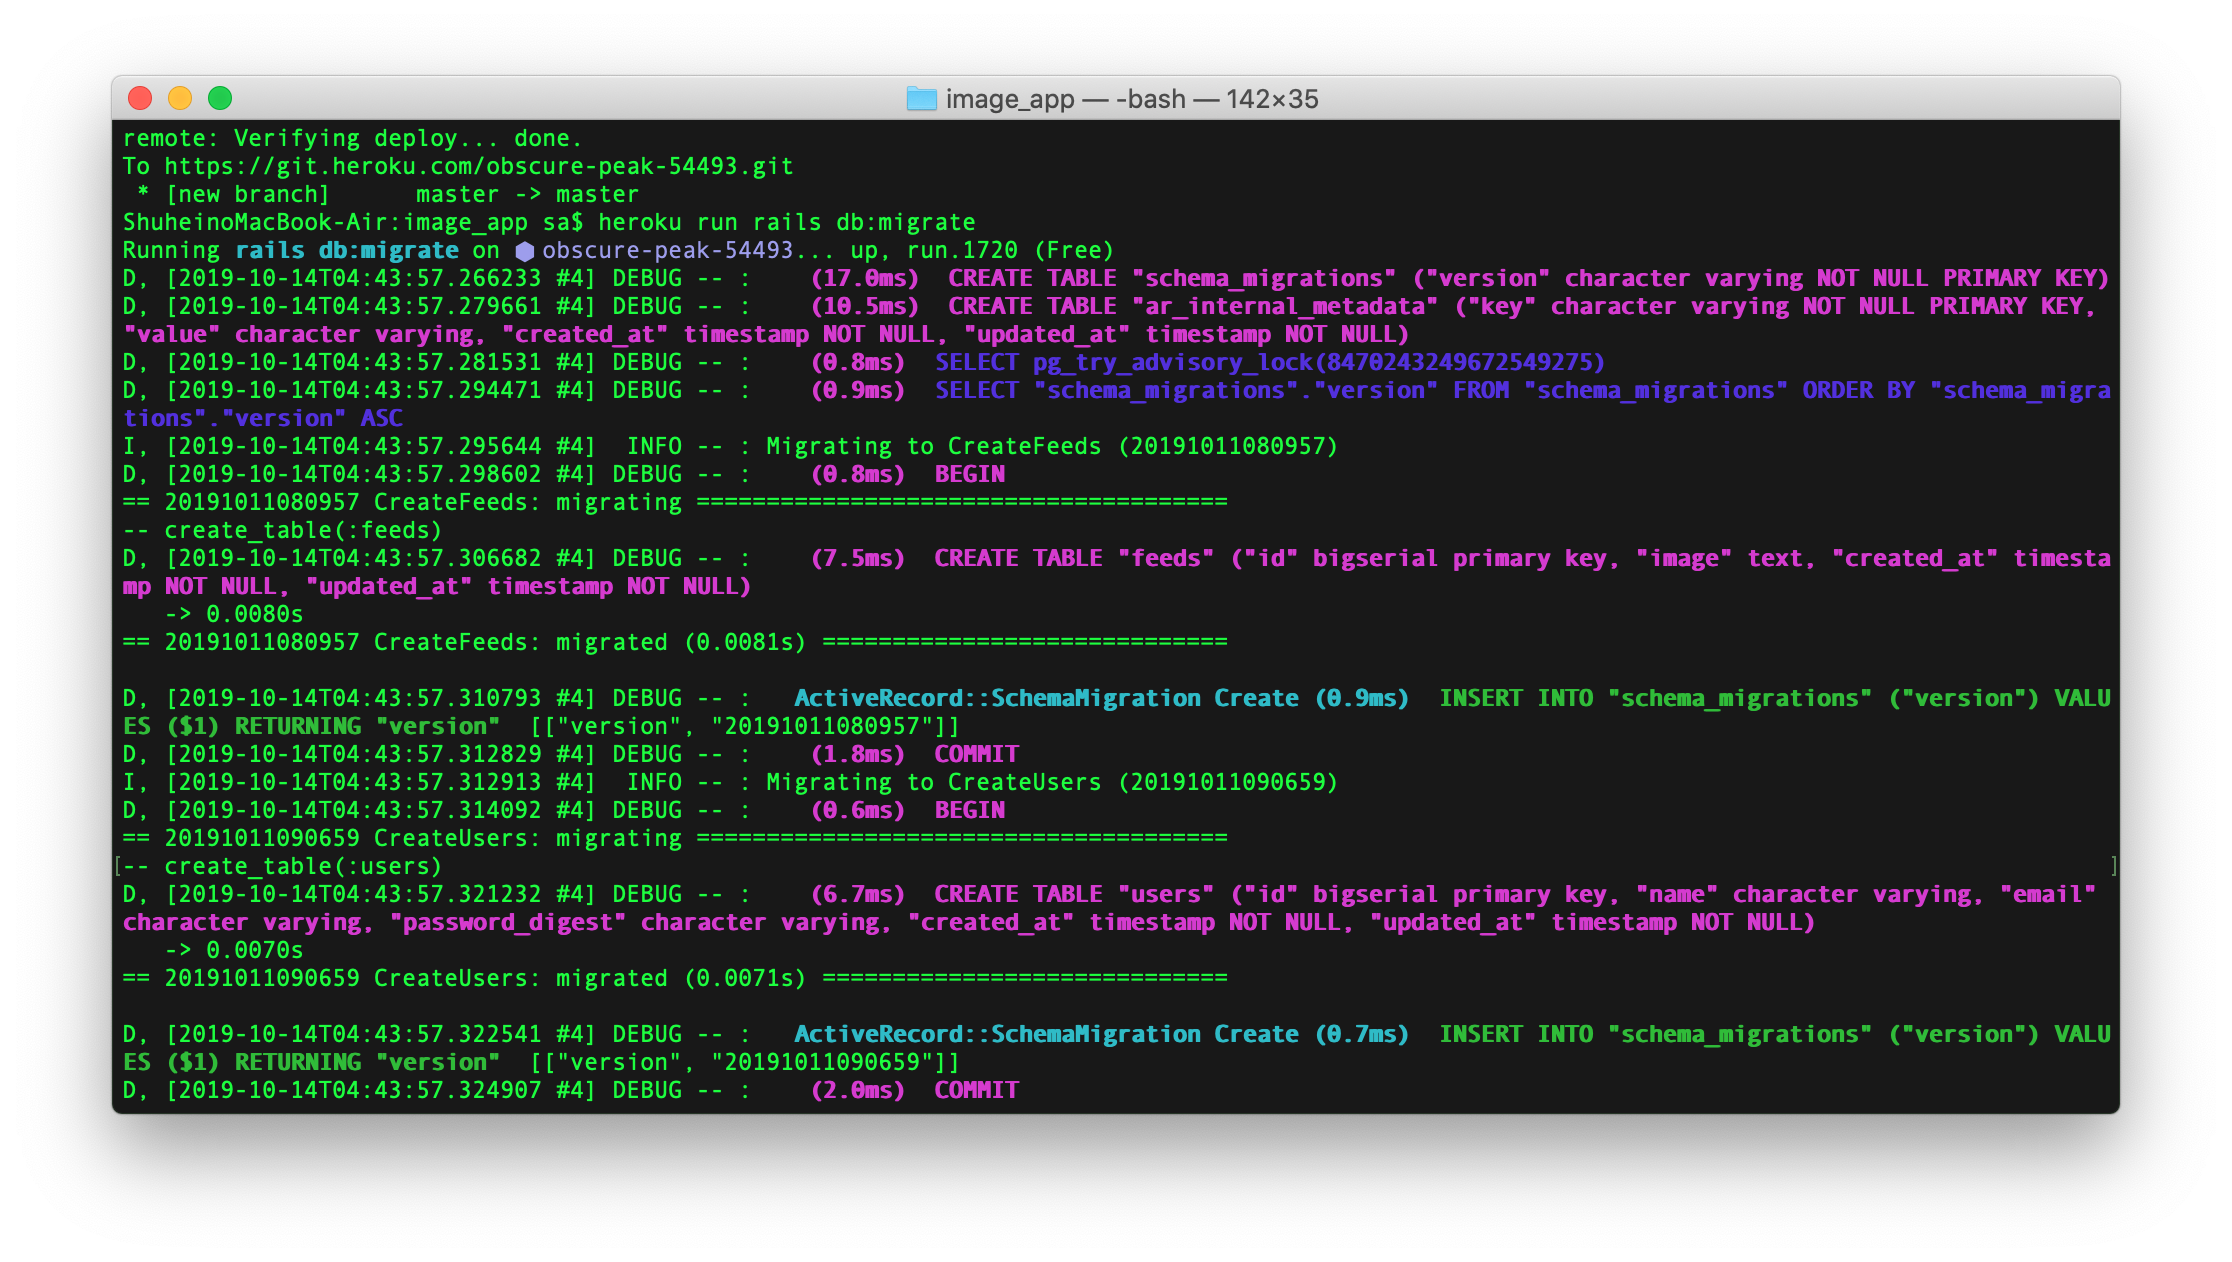 image_app — -bash — 142×35
remote: Verifying deploy... done.
To https://git.heroku.com/obscure-peak-54493.git
 * [new branch]      master -> master
ShuheinoMacBook-Air:image_app sa$ heroku run rails db:migrate
Running rails db:migrate on ⬢ obscure-peak-54493... up, run.1720 (Free)
D, [2019-10-14T04:43:57.266233 #4] DEBUG -- :    (17.0ms)  CREATE TABLE "schema_migrations" ("version" character varying NOT NULL PRIMARY KEY)
D, [2019-10-14T04:43:57.279661 #4] DEBUG -- :    (10.5ms)  CREATE TABLE "ar_internal_metadata" ("key" character varying NOT NULL PRIMARY KEY,
"value" character varying, "created_at" timestamp NOT NULL, "updated_at" timestamp NOT NULL)
D, [2019-10-14T04:43:57.281531 #4] DEBUG -- :    (0.8ms)  SELECT pg_try_advisory_lock(8470243249672549275)
D, [2019-10-14T04:43:57.294471 #4] DEBUG -- :    (0.9ms)  SELECT "schema_migrations"."version" FROM "schema_migrations" ORDER BY "schema_migra
tions"."version" ASC
I, [2019-10-14T04:43:57.295644 #4]  INFO -- : Migrating to CreateFeeds (20191011080957)
D, [2019-10-14T04:43:57.298602 #4] DEBUG -- :    (0.8ms)  BEGIN
== 20191011080957 CreateFeeds: migrating ======================================
-- create_table(:feeds)
D, [2019-10-14T04:43:57.306682 #4] DEBUG -- :    (7.5ms)  CREATE TABLE "feeds" ("id" bigserial primary key, "image" text, "created_at" timesta
mp NOT NULL, "updated_at" timestamp NOT NULL)
   -> 0.0080s
== 20191011080957 CreateFeeds: migrated (0.0081s) =============================
D, [2019-10-14T04:43:57.310793 #4] DEBUG -- :   ActiveRecord::SchemaMigration Create (0.9ms)  INSERT INTO "schema_migrations" ("version") VALU
ES ($1) RETURNING "version"  [["version", "20191011080957"]]
D, [2019-10-14T04:43:57.312829 #4] DEBUG -- :    (1.8ms)  COMMIT
I, [2019-10-14T04:43:57.312913 #4]  INFO -- : Migrating to CreateUsers (20191011090659)
D, [2019-10-14T04:43:57.314092 #4] DEBUG -- :    (0.6ms)  BEGIN
== 20191011090659 CreateUsers: migrating ======================================
[-- create_table(:users) ]
D, [2019-10-14T04:43:57.321232 #4] DEBUG -- :    (6.7ms)  CREATE TABLE "users" ("id" bigserial primary key, "name" character varying, "email"
character varying, "password_digest" character varying, "created_at" timestamp NOT NULL, "updated_at" timestamp NOT NULL)
   -> 0.0070s
== 20191011090659 CreateUsers: migrated (0.0071s) =============================
D, [2019-10-14T04:43:57.322541 #4] DEBUG -- :   ActiveRecord::SchemaMigration Create (0.7ms)  INSERT INTO "schema_migrations" ("version") VALU
ES ($1) RETURNING "version"  [["version", "20191011090659"]]
D, [2019-10-14T04:43:57.324907 #4] DEBUG -- :    (2.0ms)  COMMIT